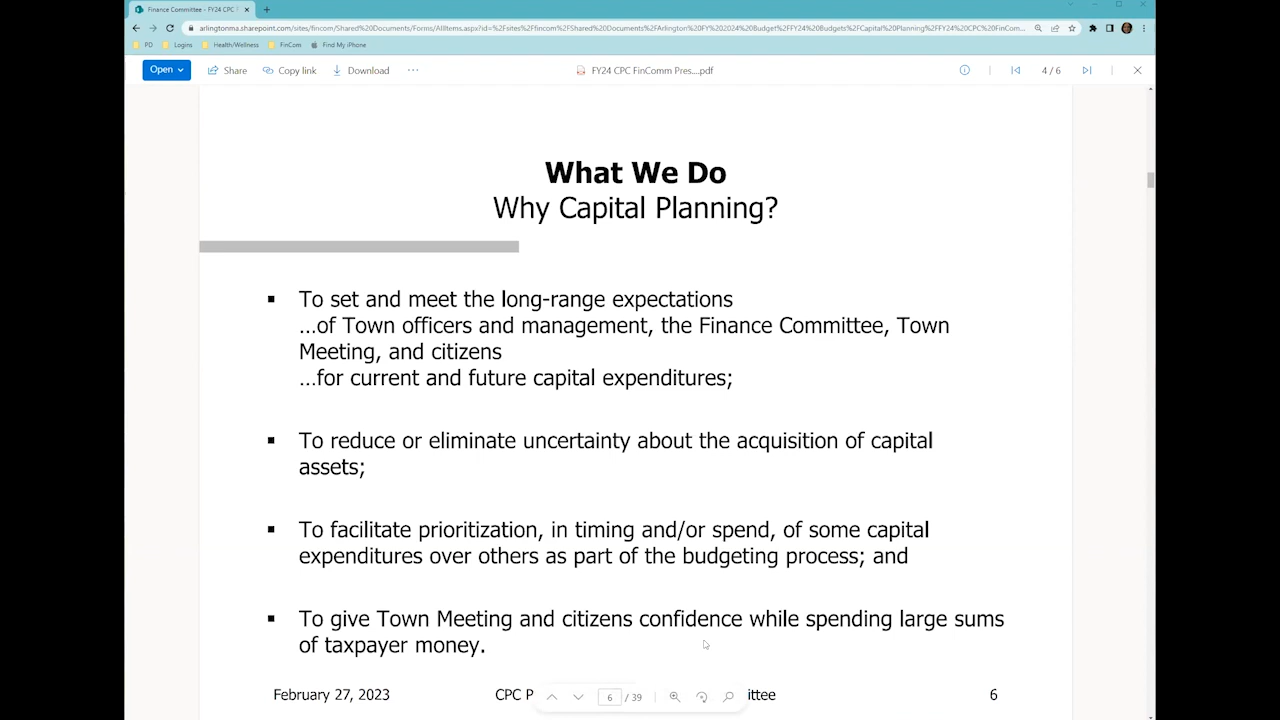 Finance Committee - FY24 CPC F
arlingtonma.sharepoint.com/sites/fincom/Shared%20Documents/Forms/AllItems.aspx?id=%2Fsites%2Ffincom%2FShared%20Documents%2FArlington%20FY%202024%20Budget%2FFY24%20Budgets%2FCapital%20Planning%2FFY24%20CPC%20FinCom...
PD Logins Health/Wellness FinCom Find My iPhone
Open Share Copy link Download ... FY24 CPC FinComm Pres....pdf 4 / 6
What We Do
Why Capital Planning?
▪ To set and meet the long-range expectations
…of Town officers and management, the Finance Committee, Town
Meeting, and citizens
…for current and future capital expenditures;
▪ To reduce or eliminate uncertainty about the acquisition of capital
assets;
▪ To facilitate prioritization, in timing and/or spend, of some capital
expenditures over others as part of the budgeting process; and
▪ To give Town Meeting and citizens confidence while spending large sums
of taxpayer money.
February 27, 2023 CPC P 6 / 39 ittee 6